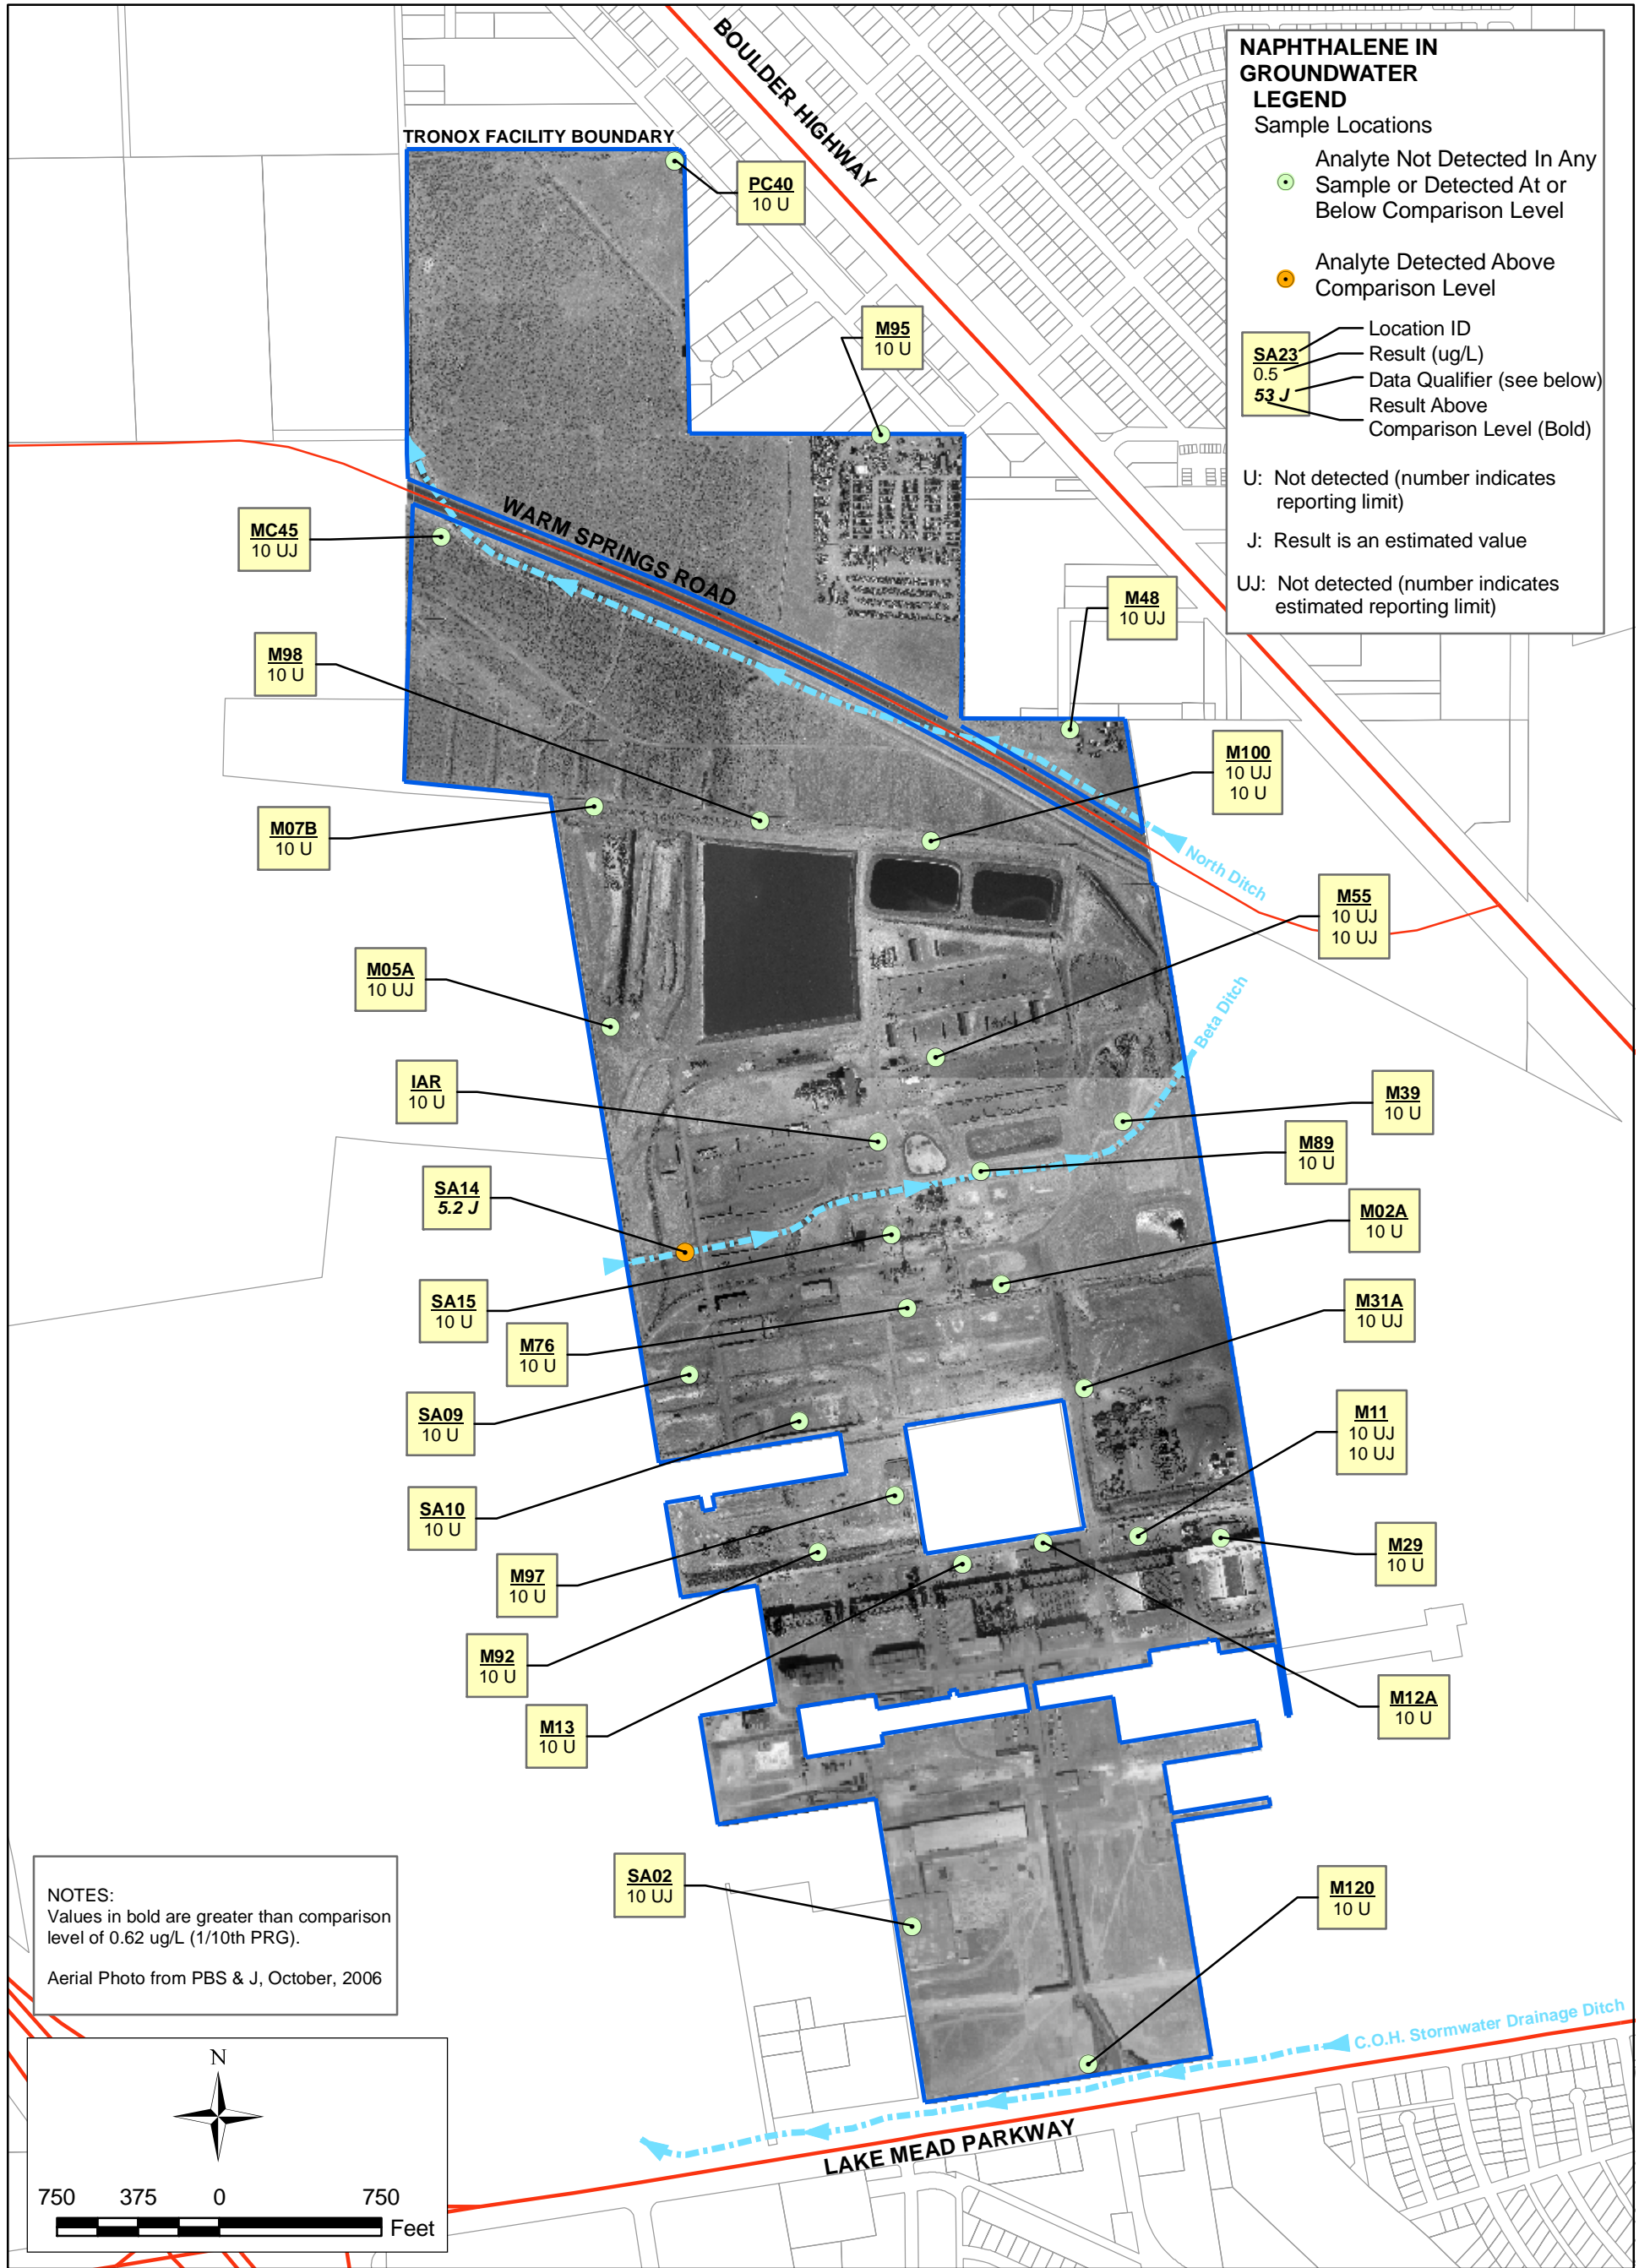 BOULDER HIGHWAY
NAPHTHALENE IN
GROUNDWATER
LEGEND
Sample Locations
Analyte Not Detected In Any
Sample or Detected At or
Below Comparison Level
Analyte Detected Above
Comparison Level
SA23
0.5
53 J
Location ID
Result (ug/L)
Data Qualifier (see below)
Result Above
Comparison Level (Bold)
U: Not detected (number indicates
reporting limit)
J: Result is an estimated value
UJ: Not detected (number indicates
estimated reporting limit)
TRONOX FACILITY BOUNDARY
PC40
10 U
M95
10 U
MC45
10 UJ
WARM SPRINGS ROAD
M48
10 UJ
M98
10 U
M100
10 UJ
10 U
M07B
10 U
North Ditch
M55
10 UJ
10 UJ
M05A
10 UJ
Beta Ditch
IAR
10 U
M39
10 U
M89
10 U
SA14
5.2 J
M02A
10 U
SA15
10 U
M31A
10 UJ
M76
10 U
SA09
10 U
M11
10 UJ
10 UJ
SA10
10 U
M29
10 U
M97
10 U
M92
10 U
M12A
10 U
M13
10 U
SA02
10 UJ
M120
10 U
NOTES:
Values in bold are greater than comparison
level of 0.62 ug/L (1/10th PRG).
Aerial Photo from PBS & J, October, 2006
C.O.H. Stormwater Drainage Ditch
LAKE MEAD PARKWAY
N
750 375 0 750
Feet